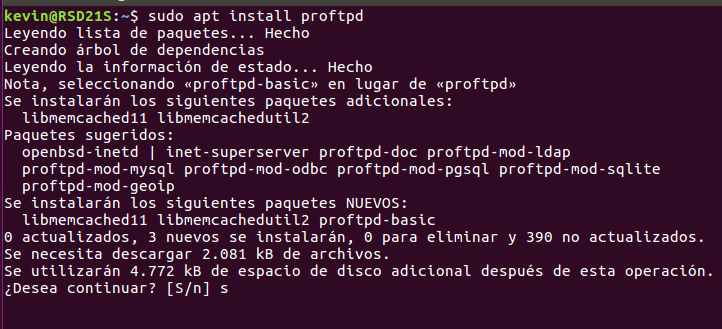 kevin@RSD21S:~$ sudo apt install proftpd
Leyendo lista de paquetes... Hecho
Creando árbol de dependencias
Leyendo la información de estado... Hecho
Nota, seleccionando «proftpd-basic» en lugar de «proftpd»
Se instalarán los siguientes paquetes adicionales:
  libmemcached11 libmemcachedutil2
Paquetes sugeridos:
  openbsd-inetd | inet-superserver proftpd-doc proftpd-mod-ldap
  proftpd-mod-mysql proftpd-mod-odbc proftpd-mod-pgsql proftpd-mod-sqlite
  proftpd-mod-geoip
Se instalarán los siguientes paquetes NUEVOS:
  libmemcached11 libmemcachedutil2 proftpd-basic
0 actualizados, 3 nuevos se instalarán, 0 para eliminar y 390 no actualizados.
Se necesita descargar 2.081 kB de archivos.
Se utilizarán 4.772 kB de espacio de disco adicional después de esta operación.
¿Desea continuar? [S/n] s